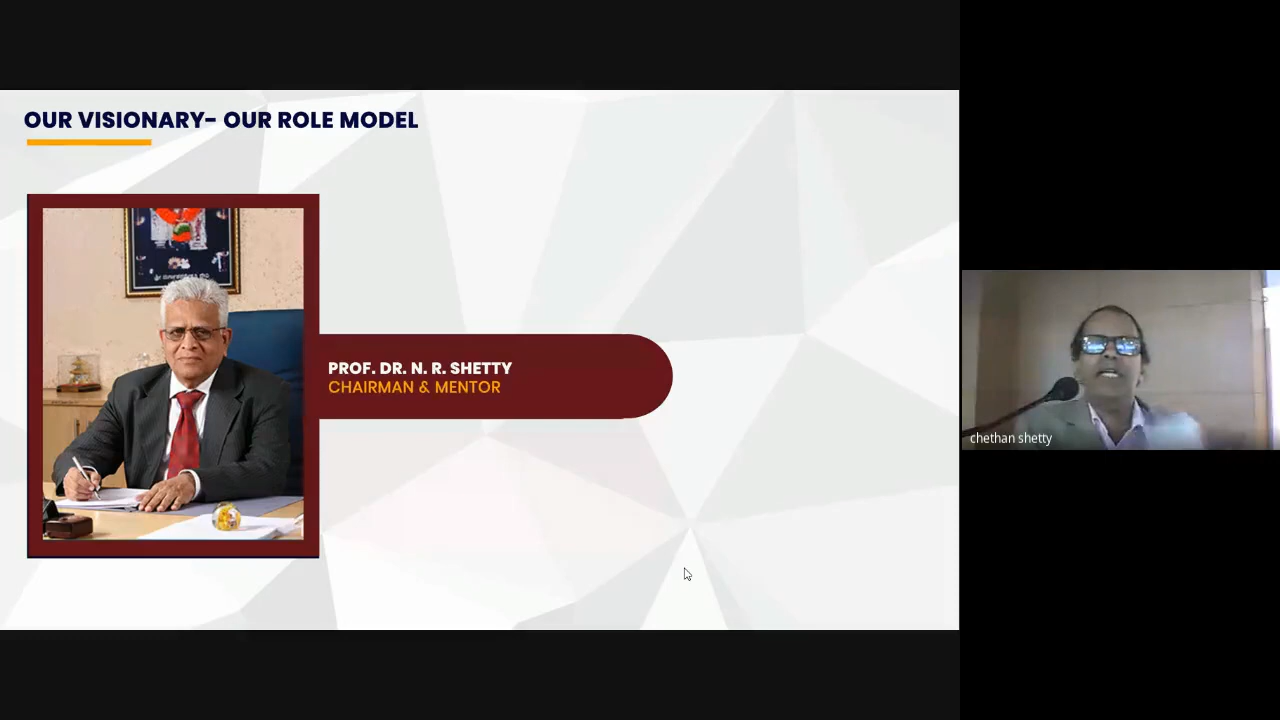 OUR VISIONARY- OUR ROLE MODEL
PROF. DR. N. R. SHETTY
CHAIRMAN & MENTOR
chethan shetty